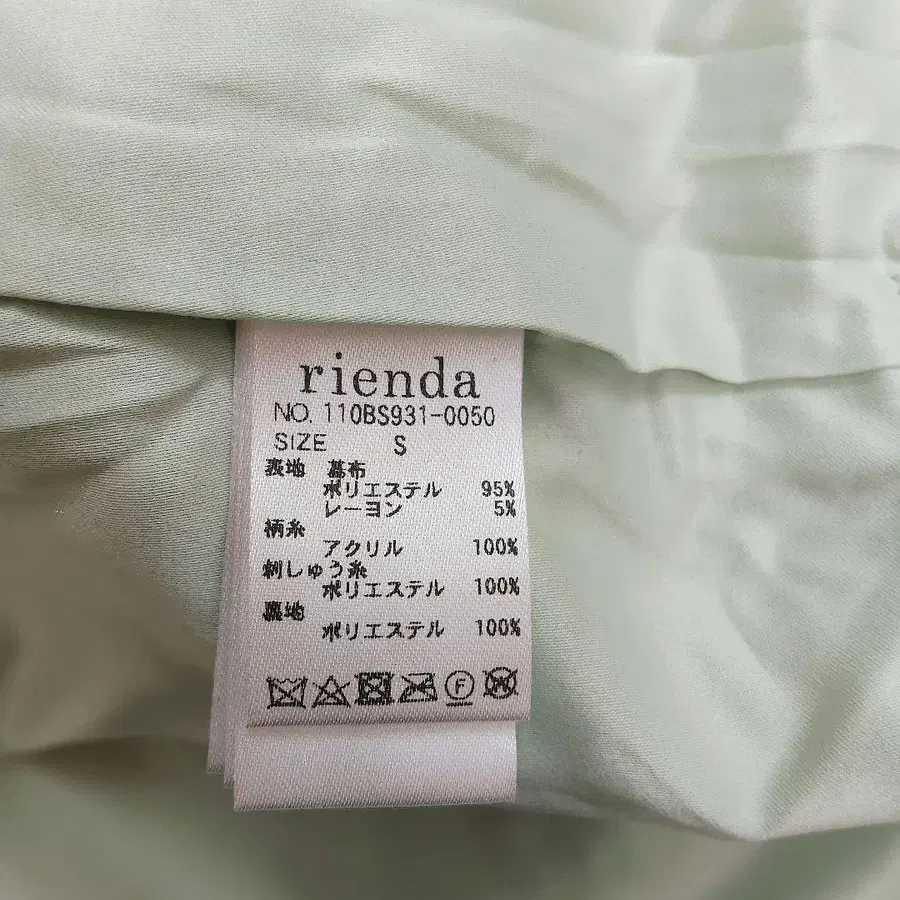 rienda
NO. 110BS931-0050
SIZE S
表地 基布
ポリエステル 95%
レーヨン 5%
柄糸
アクリル 100%
刺しゅう糸
ポリエステル 100%
裏地
ポリエステル 100%
F W